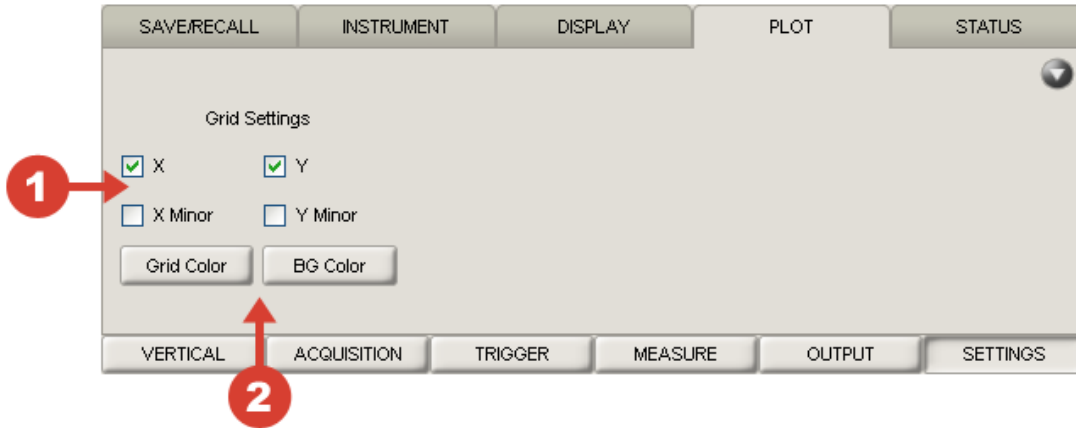 SAVE/RECALL INSTRUMENT DISPLAY PLOT STATUS
Grid Settings
X Y
1
X Minor Y Minor
Grid Color BG Color
VERTICAL ACQUISITION TRIGGER MEASURE OUTPUT SETTINGS
2